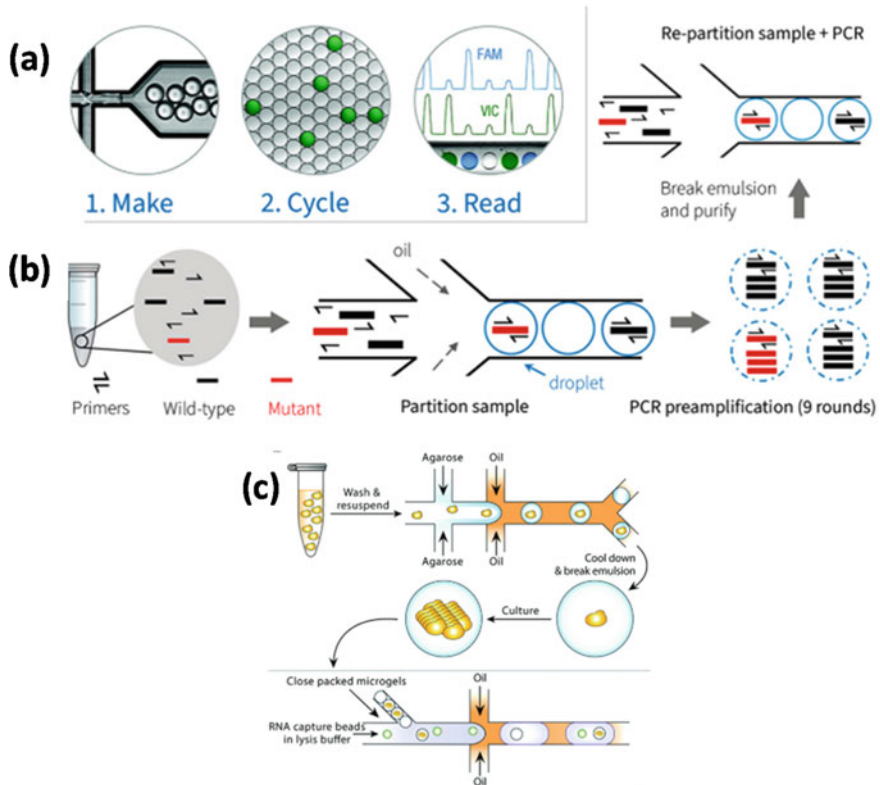 (a)
FAM
VIC
1. Make
2. Cycle
3. Read
Re-partition sample + PCR
Break emulsion
and purify
(b)
oil
droplet
Primers
Wild-type
Mutant
Partition sample
PCR preamplification (9 rounds)
(c)
Wash &
resuspend
Agarose
Oil
Agarose
Oil
Cool down
& break emulsion
Culture
Close packed microgels
RNA capture beads
in lysis buffer
Oil
Oil